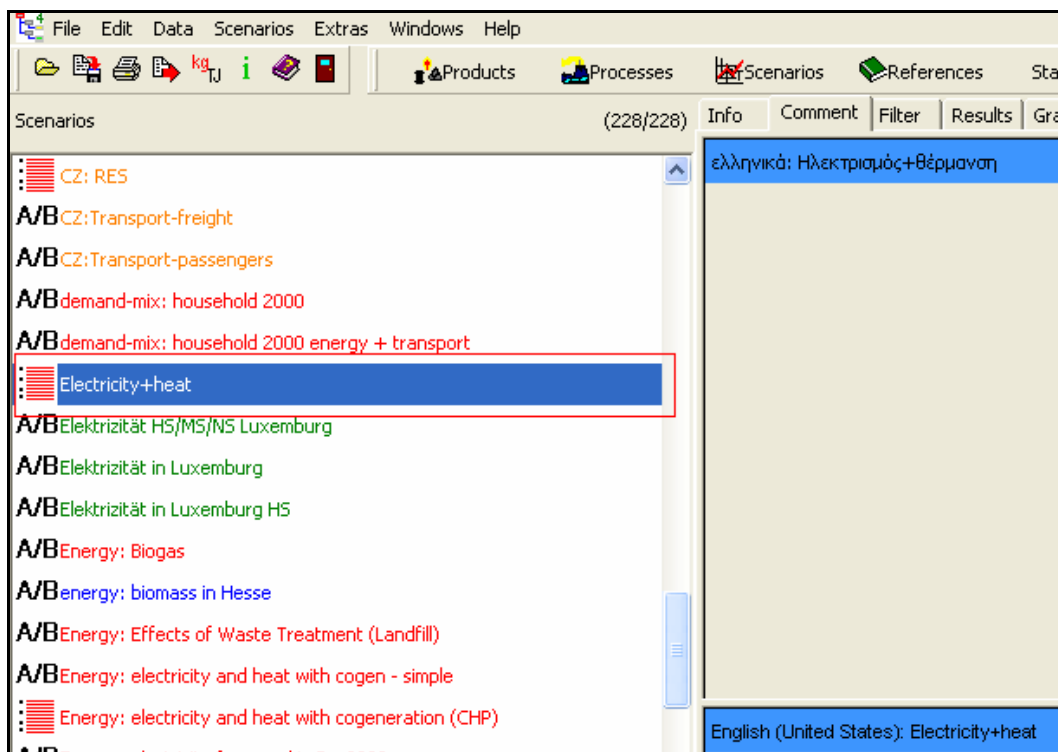 File Edit Data Scenarios Extras Windows Help
kg TJ i Products Processes Scenarios References Sta
Scenarios (228/228) Info Comment Filter Results Gra
CZ: RES
A/B CZ:Transport-freight
A/B CZ:Transport-passengers
A/B demand-mix: household 2000
A/B demand-mix: household 2000 energy + transport
Electricity+heat
A/B Elektrizität HS/MS/NS Luxemburg
A/B Elektrizität in Luxemburg
A/B Elektrizität in Luxemburg HS
A/B Energy: Biogas
A/B energy: biomass in Hesse
A/B Energy: Effects of Waste Treatment (Landfill)
A/B Energy: electricity and heat with cogen - simple
Energy: electricity and heat with cogeneration (CHP)
ελληνικά: Ηλεκτρισμός+θέρμανση
English (United States): Electricity+heat